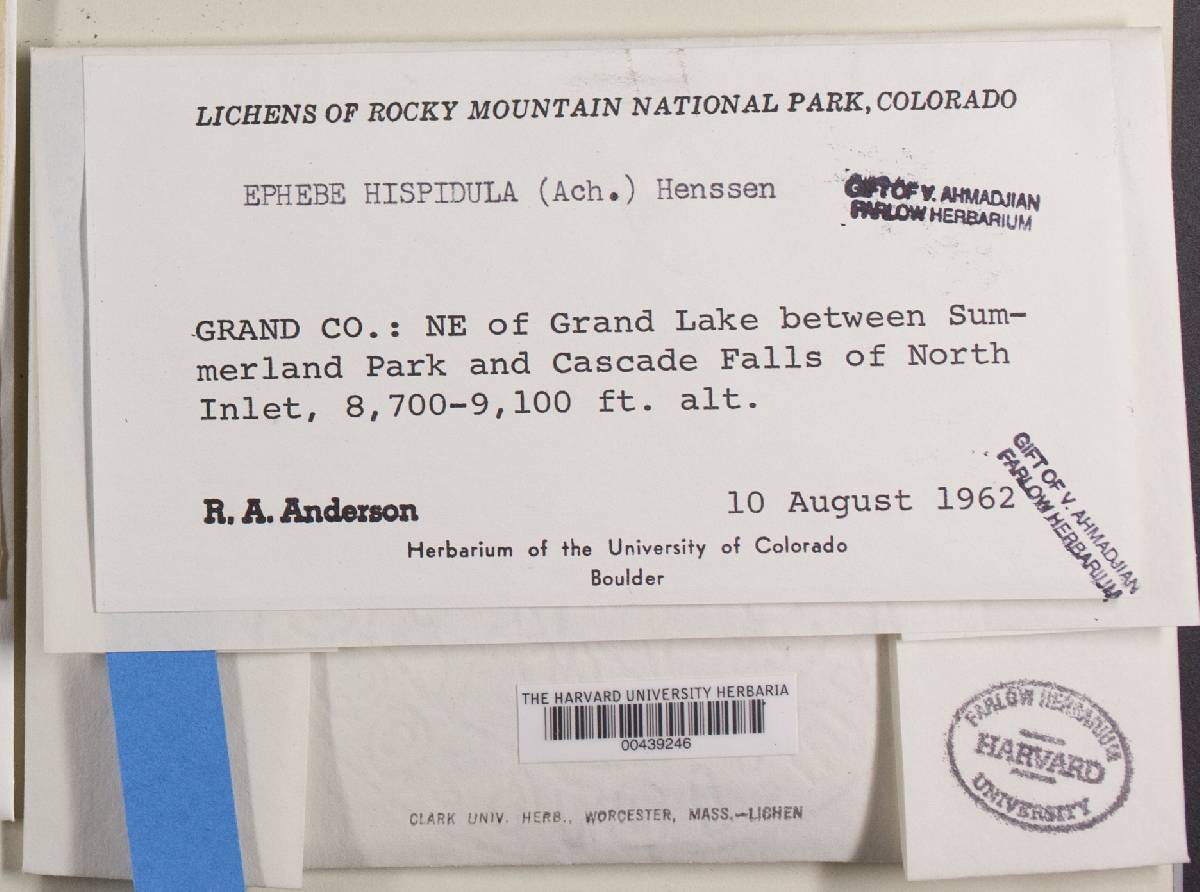 LICHENS OF ROCKY MOUNTAIN NATIONAL PARK, COLORADO
EPHEBE HISPIDULA (Ach.) Henssen
GIFT OF V. AHMADJIAN
FARLOW HERBARIUM
GRAND CO.: NE of Grand Lake between Sum-
merland Park and Cascade Falls of North
Inlet, 8,700-9,100 ft. alt.
R. A. Anderson
10 August 1962
GIFT OF V. AHMADJIAN
FARLOW HERBARIUM
Herbarium of the University of Colorado
Boulder
THE HARVARD UNIVERSITY HERBARIA
00439246
CLARK UNIV. HERB., WORCESTER, MASS.—LICHEN
FARLOW HERBARIUM
HARVARD
UNIVERSITY